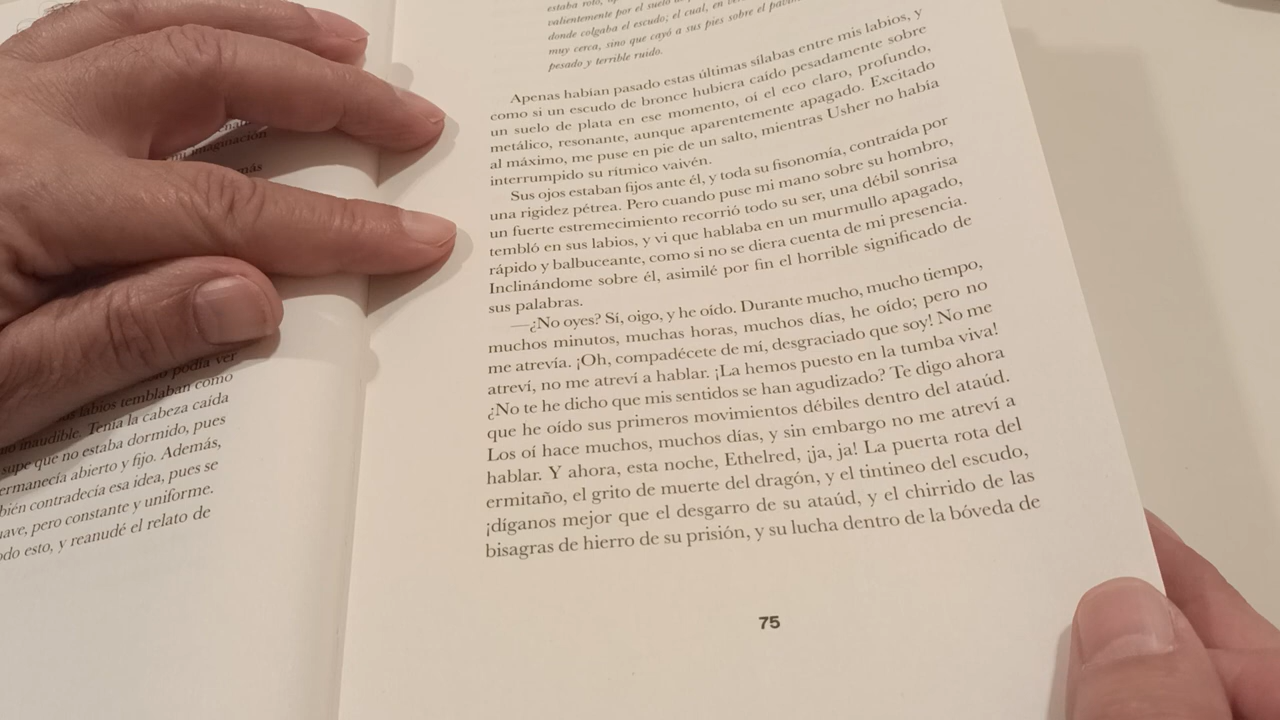 enar
imaginación
más
podía ver
labios temblaban como
inaudible. Tenía la cabeza caída
supe que no estaba dormido, pues
ermanecía abierto y fijo. Además,
bién contradecía esa idea, pues se
uave, pero constante y uniforme.
odo esto, y reanudé el relato de
estaba roto,
valientemente por el suelo
donde colgaba el escudo; el cual, en
muy cerca, sino que cayó a sus pies sobre el
pesado y terrible ruido.
Apenas habían pasado estas últimas sílabas entre mis labios, y
como si un escudo de bronce hubiera caído pesadamente sobre
un suelo de plata en ese momento, oí el eco claro, profundo,
metálico, resonante, aunque aparentemente apagado. Excitado
al máximo, me puse en pie de un salto, mientras Usher no había
interrumpido su rítmico vaivén.
Sus ojos estaban fijos ante él, y toda su fisonomía, contraída por
una rigidez pétrea. Pero cuando puse mi mano sobre su hombro,
un fuerte estremecimiento recorrió todo su ser, una débil sonrisa
tembló en sus labios, y vi que hablaba en un murmullo apagado,
rápido y balbuceante, como si no se diera cuenta de mi presencia.
Inclinándome sobre él, asimilé por fin el horrible significado de
sus palabras.
—¿No oyes? Sí, oigo, y he oído. Durante mucho, mucho tiempo,
muchos minutos, muchas horas, muchos días, he oído; pero no
me atrevía. ¡Oh, compadécete de mí, desgraciado que soy! No me
atreví, no me atreví a hablar. ¡La hemos puesto en la tumba viva!
¿No te he dicho que mis sentidos se han agudizado? Te digo ahora
que he oído sus primeros movimientos débiles dentro del ataúd.
Los oí hace muchos, muchos días, y sin embargo no me atreví a
hablar. Y ahora, esta noche, Ethelred, ¡ja, ja! La puerta rota del
ermitaño, el grito de muerte del dragón, y el tintineo del escudo,
¡díganos mejor que el desgarro de su ataúd, y el chirrido de las
bisagras de hierro de su prisión, y su lucha dentro de la bóveda de
75